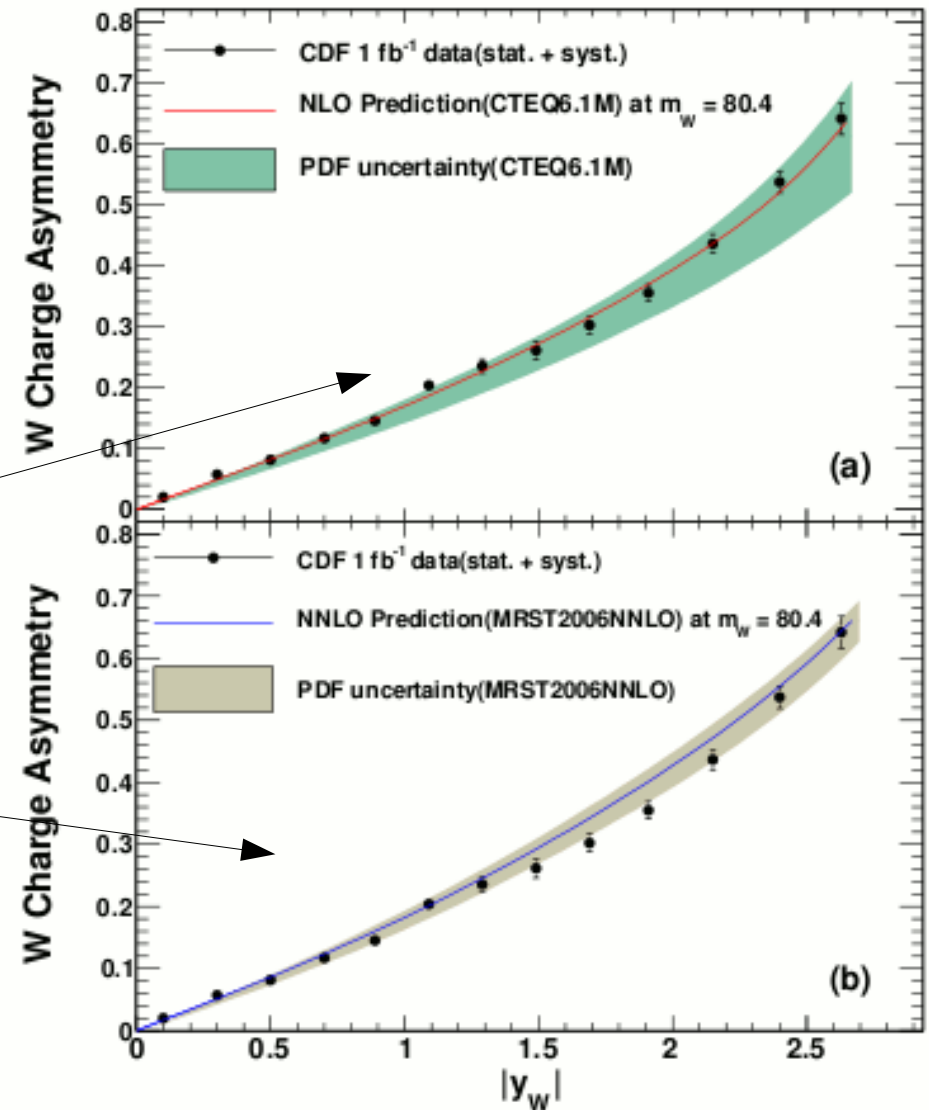 0.8
CDF 1 fb⁻¹ data(stat. + syst.)
0.7
NLO Prediction(CTEQ6.1M) at m_W = 80.4
0.6
PDF uncertainty(CTEQ6.1M)
0.5
0.4
0.3
0.2
0.1
0
W Charge Asymmetry
(a)
0.8
CDF 1 fb⁻¹ data(stat. + syst.)
0.7
NNLO Prediction(MRST2006NNLO) at m_W = 80.4
0.6
PDF uncertainty(MRST2006NNLO)
0.5
0.4
0.3
0.2
0.1
0
W Charge Asymmetry
(b)
0 0.5 1 1.5 2 2.5
|y_W|